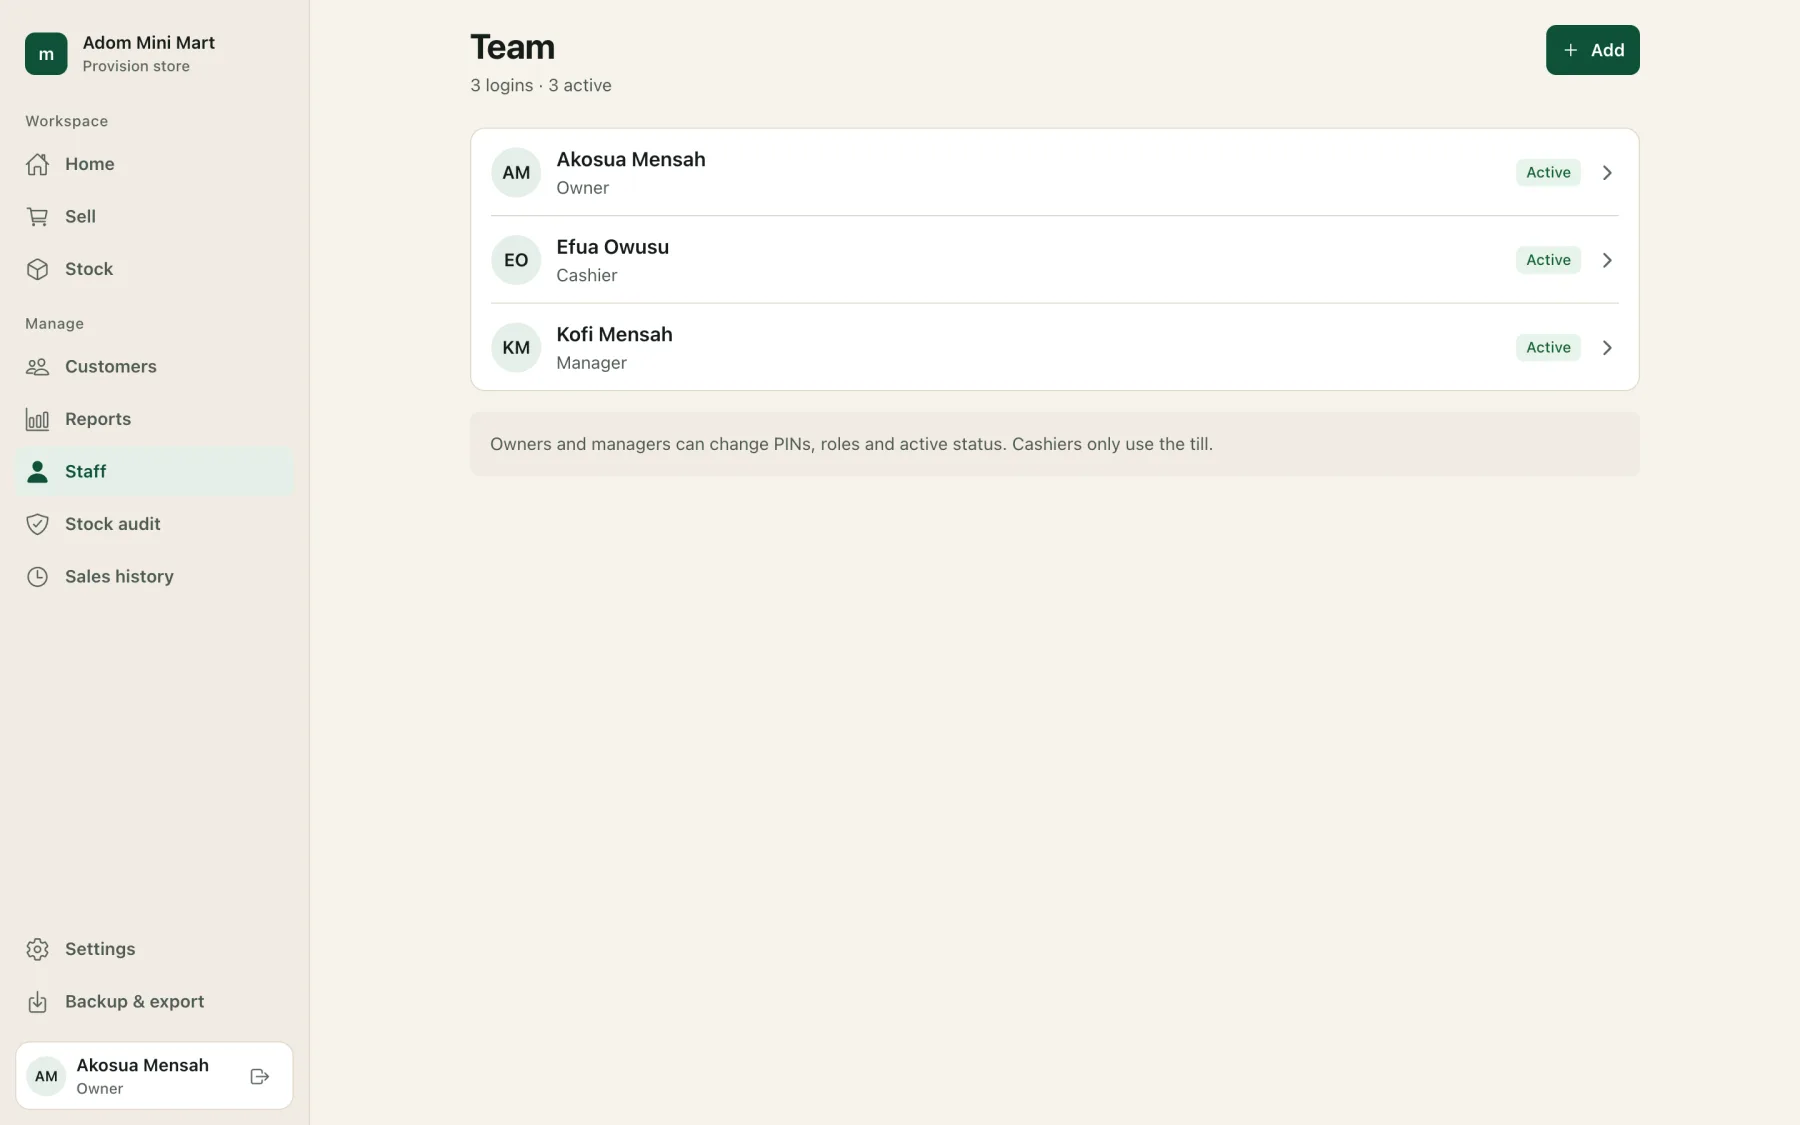 m
Adom Mini Mart
Provision store
Workspace
Home
Sell
Stock
Manage
Customers
Reports
Staff
Stock audit
Sales history
Settings
Backup & export
AM
Akosua Mensah
Owner
Team
3 logins · 3 active
+ Add
AM
Akosua Mensah
Owner
Active
EO
Efua Owusu
Cashier
Active
KM
Kofi Mensah
Manager
Active
Owners and managers can change PINs, roles and active status. Cashiers only use the till.